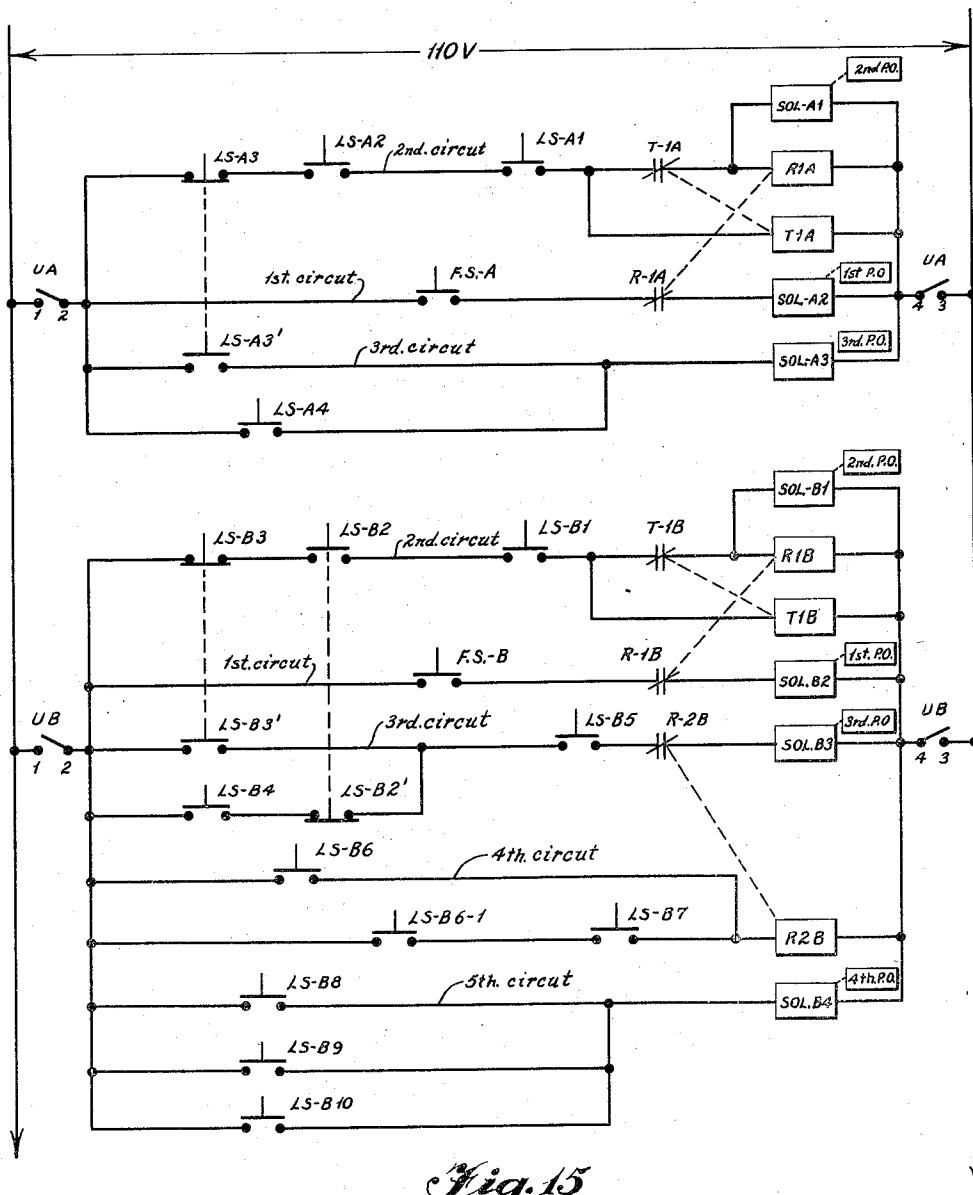 110V
2nd P.O.
SOL-A1
LS-A3
LS-A2
2nd. circut
LS-A1
T-1A
R1A
T1A
UA
1 2
1st. circut
F.S.-A
R-1A
1st P.O
SOL-A2
UA
4 3
LS-A3'
3rd. circut
3rd. P.O.
SOL-A3
LS-A4
2nd. P.O.
SOL-B1
LS-B3
LS-B2
2nd. circut
LS-B1
T-1B
R1B
T1B
1st. circut
F.S.-B
R-1B
1st. P.O.
SOL.B2
UB
1 2
LS-B3'
3rd. circut
LS-B5
R-2B
3rd. P.O
SOL.B3
UB
4 3
LS-B4
LS-B2'
LS-B6
4th. circut
LS-B6-1
LS-B7
R2B
LS-B8
5th. circut
4th. P.O.
SOL.B4
LS-B9
LS-B10
Fig. 15